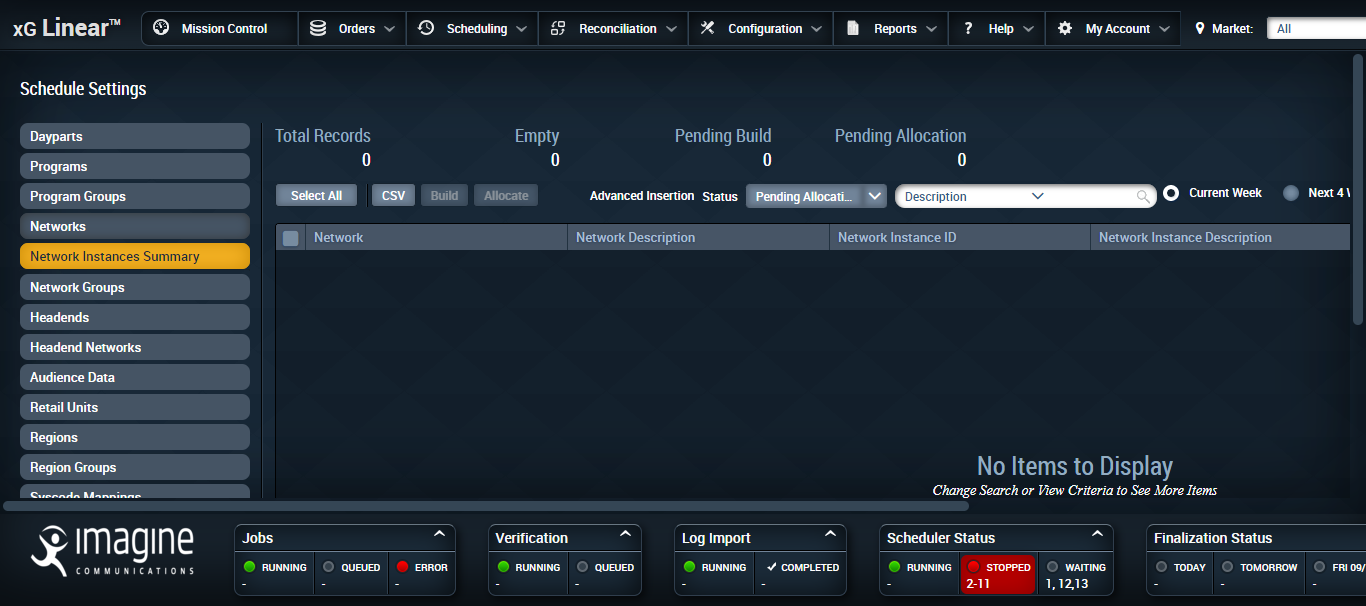 xG Linear™ Mission Control Orders Scheduling Reconciliation Configuration Reports ? Help My Account Market: All
Schedule Settings
Dayparts
Programs
Program Groups
Networks
Network Instances Summary
Network Groups
Headends
Headend Networks
Audience Data
Retail Units
Regions
Region Groups
Syscode Mappings
Total Records Empty Pending Build Pending Allocation
0 0 0 0
Select All CSV Build Allocate Advanced Insertion Status Pending Allocati... Description Current Week Next 4 W
Network Network Description Network Instance ID Network Instance Description
No Items to Display
Change Search or View Criteria to See More Items
imagine
COMMUNICATIONS
Jobs
RUNNING QUEUED ERROR
- - -
Verification
RUNNING QUEUED
- -
Log Import
RUNNING COMPLETED
- -
Scheduler Status
RUNNING STOPPED WAITING
- 2-11 1, 12,13
Finalization Status
TODAY TOMORROW FRI 09/
- - -